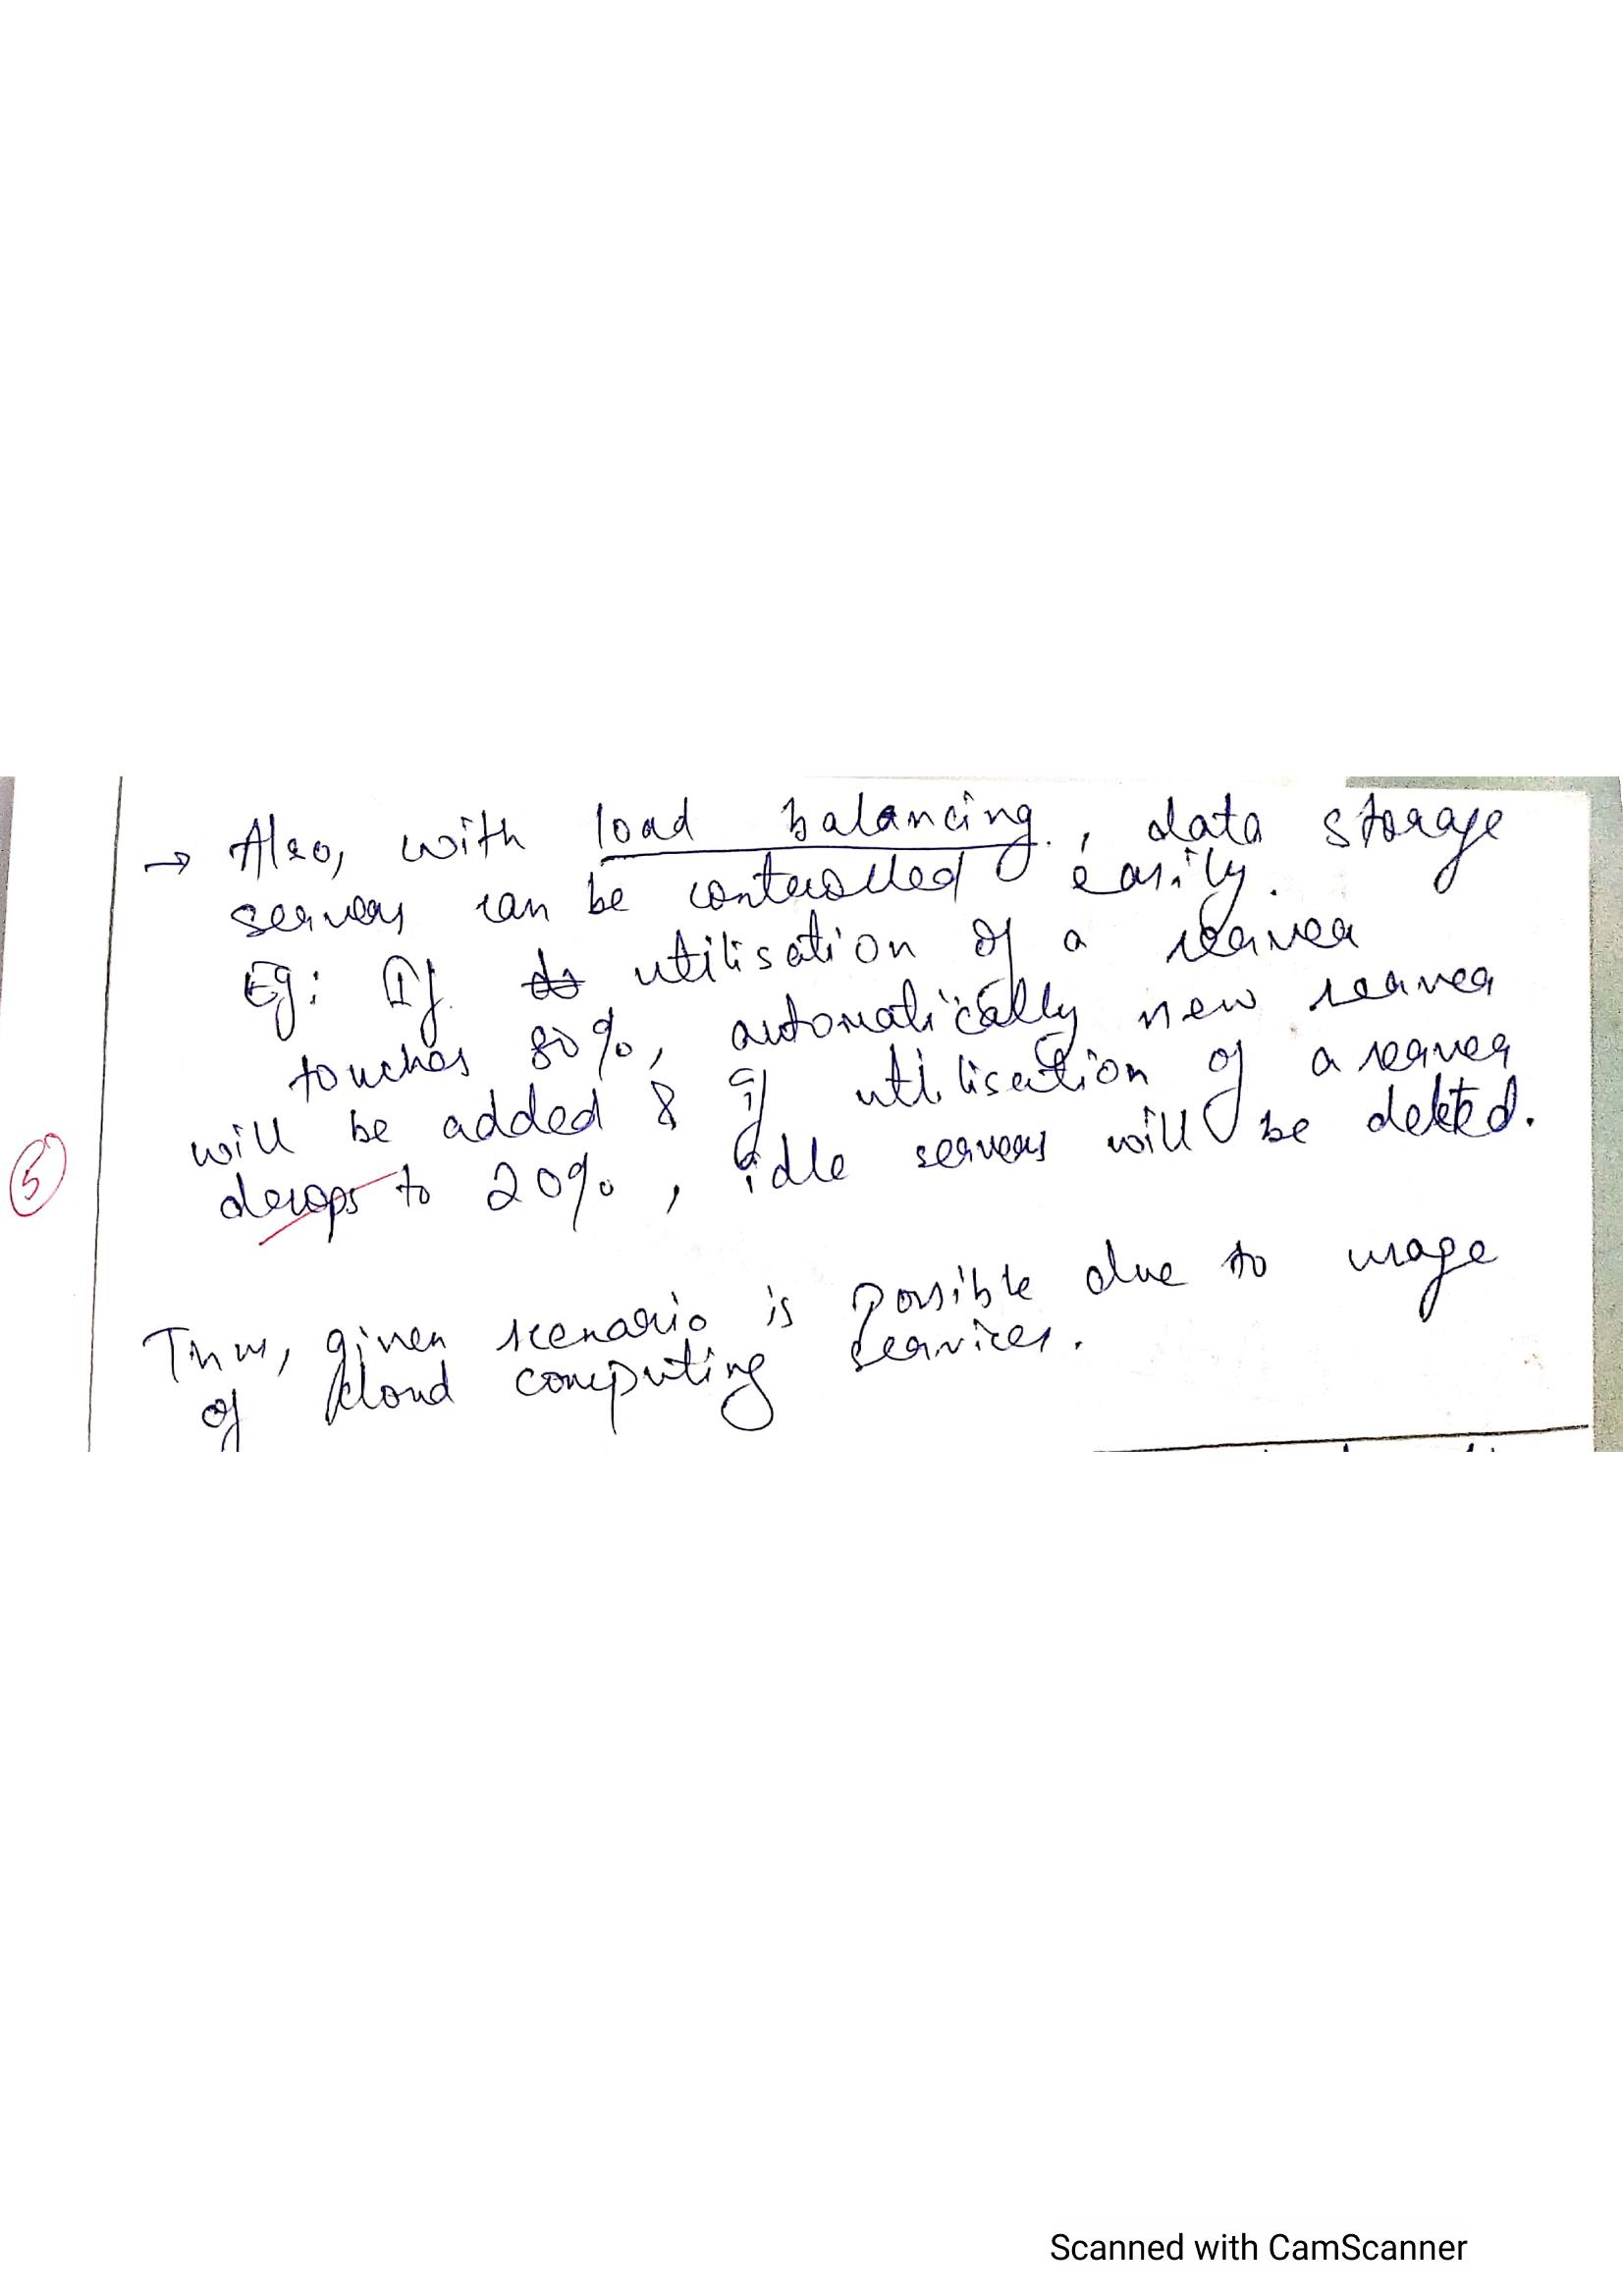 → Also, with load balancing, data storage
servers can be controlled easily.
Eg: If utilisation of a server
touches 80%, automatically new server
will be added & if utilisation of a server
drops to 20%, idle servers will be deleted.
5
Thus, given scenario is possible due to usage
of cloud computing services.
Scanned with CamScanner